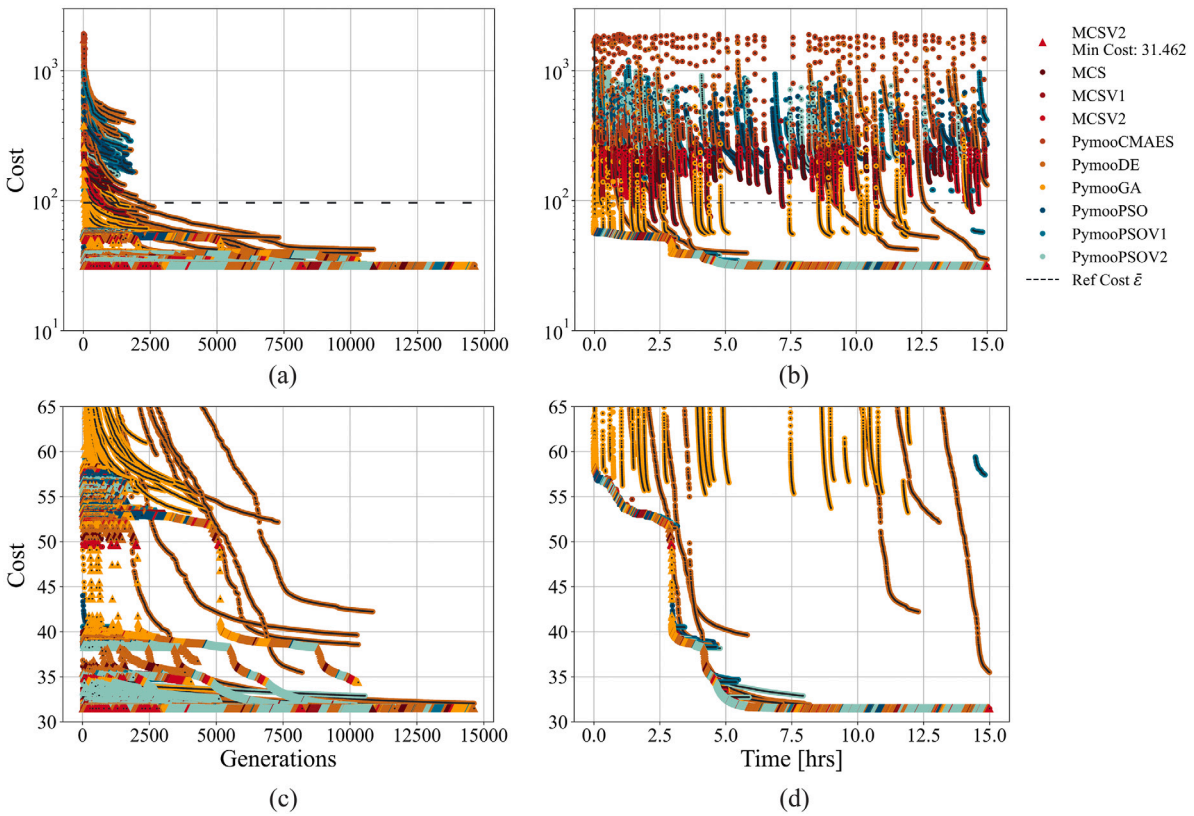 10³
10²
10¹
Cost
0 2500 5000 7500 10000 12500 15000
(a)
10³
10²
10¹
0.0 2.5 5.0 7.5 10.0 12.5 15.0
(b)
MCSV2
Min Cost: 31.462
MCS
MCSV1
MCSV2
PymooCMAES
PymooDE
PymooGA
PymooPSO
PymooPSOV1
PymooPSOV2
Ref Cost ε̄
65
60
55
50
45
40
35
30
Cost
0 2500 5000 7500 10000 12500 15000
Generations
(c)
65
60
55
50
45
40
35
30
0.0 2.5 5.0 7.5 10.0 12.5 15.0
Time [hrs]
(d)